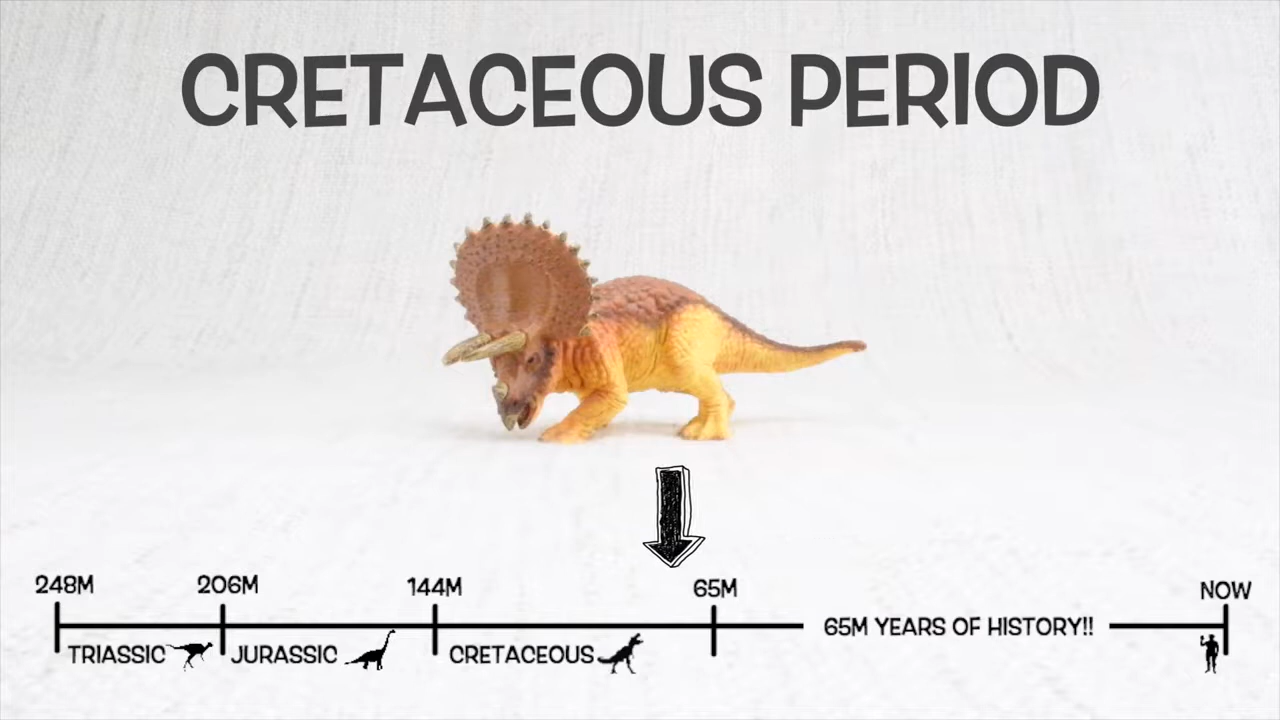 CRETACEOUS PERIOD
248M 206M 144M 65M NOW
65M YEARS OF HISTORY!!
TRIASSIC JURASSIC CRETACEOUS